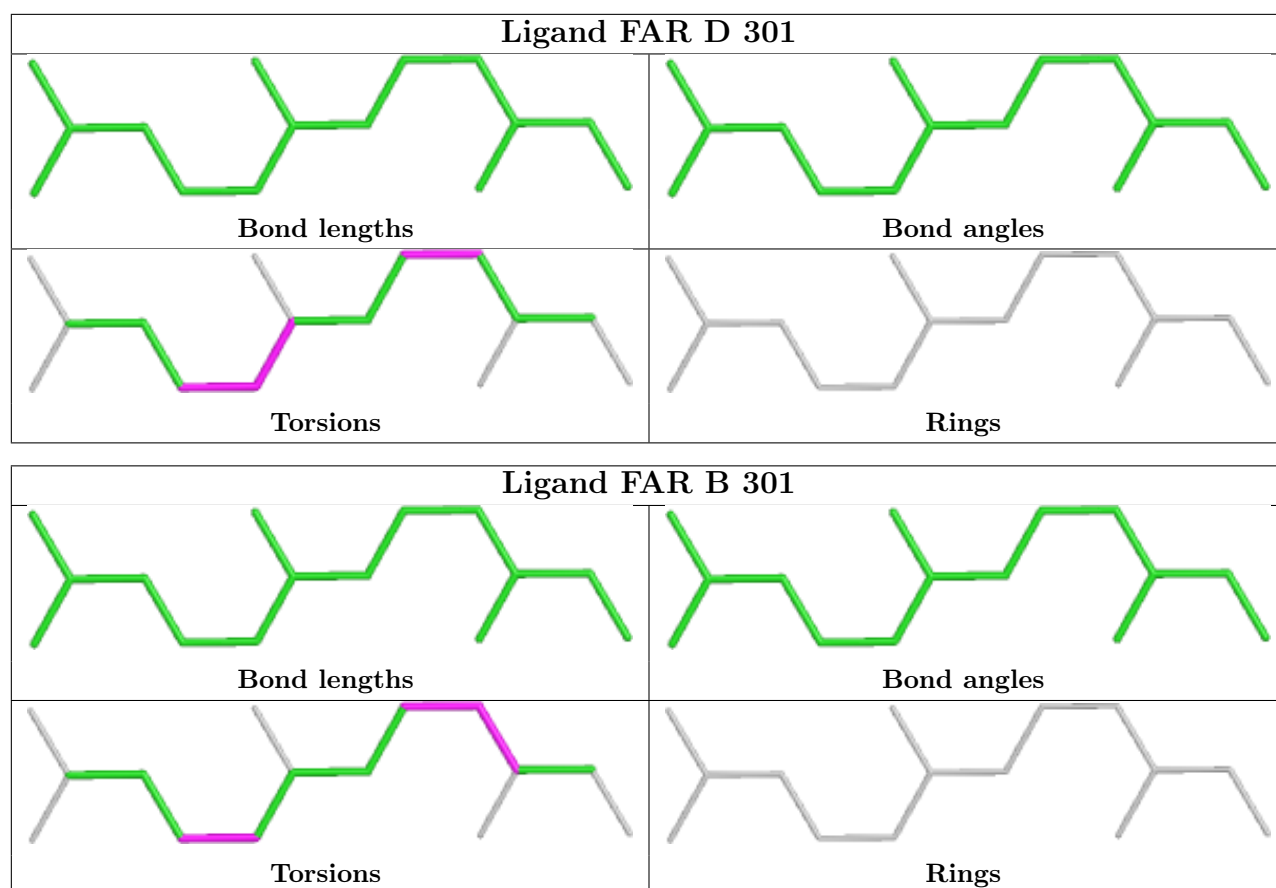 Ligand FAR D 301
Bond lengths
Bond angles
Torsions
Rings
Ligand FAR B 301
Bond lengths
Bond angles
Torsions
Rings